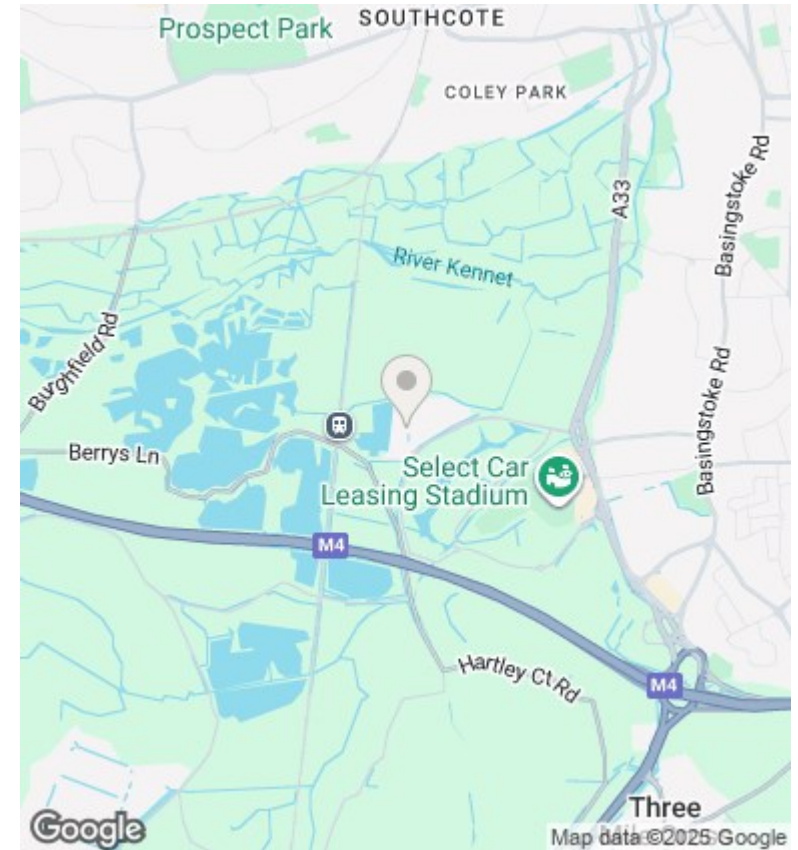 SOUTHCOTE
Prospect Park
COLEY PARK
A33
Basingstoke Rd
River Kennet
Burghfield Rd
Basingstoke Rd
Berrys Ln
Select Car
Leasing Stadium
M4
Hartley Ct Rd
M4
Three
Google
Map data ©2025 Google